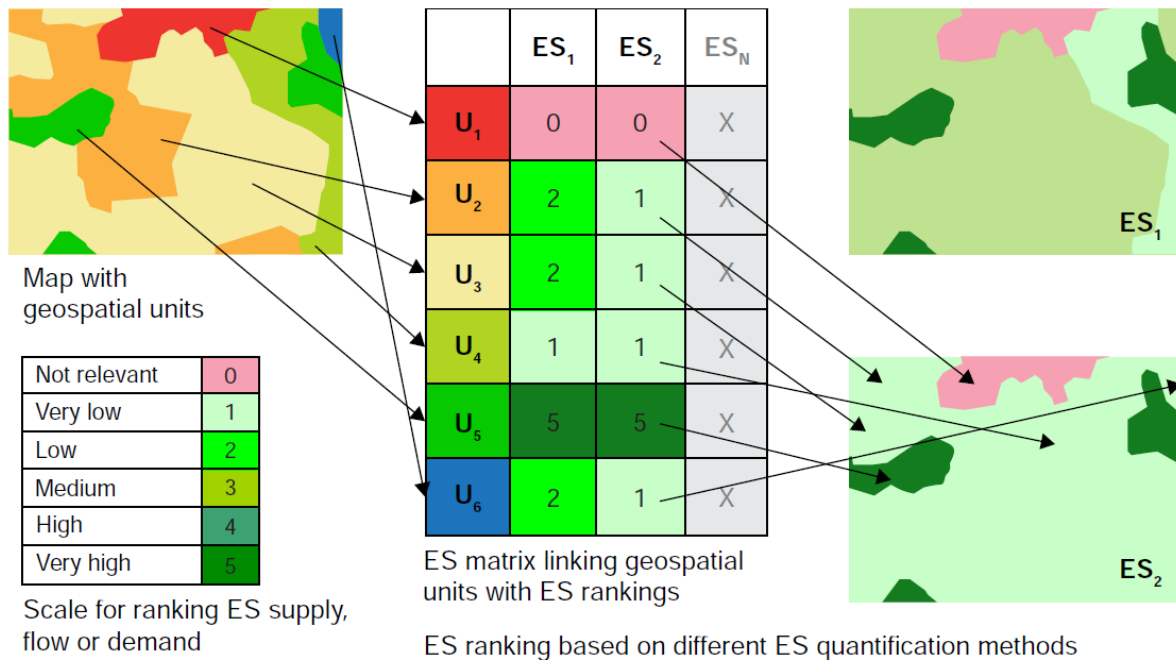 ES₁ ES₂ ES_N
U₁ 0 0 X
U₂ 2 1 X
U₃ 2 1 X
U₄ 1 1 X
U₅ 5 5 X
U₆ 2 1 X
Map with
geospatial units
Not relevant 0
Very low 1
Low 2
Medium 3
High 4
Very high 5
Scale for ranking ES supply,
flow or demand
ES matrix linking geospatial
units with ES rankings
ES ranking based on different ES quantification methods
ES₁
ES₂